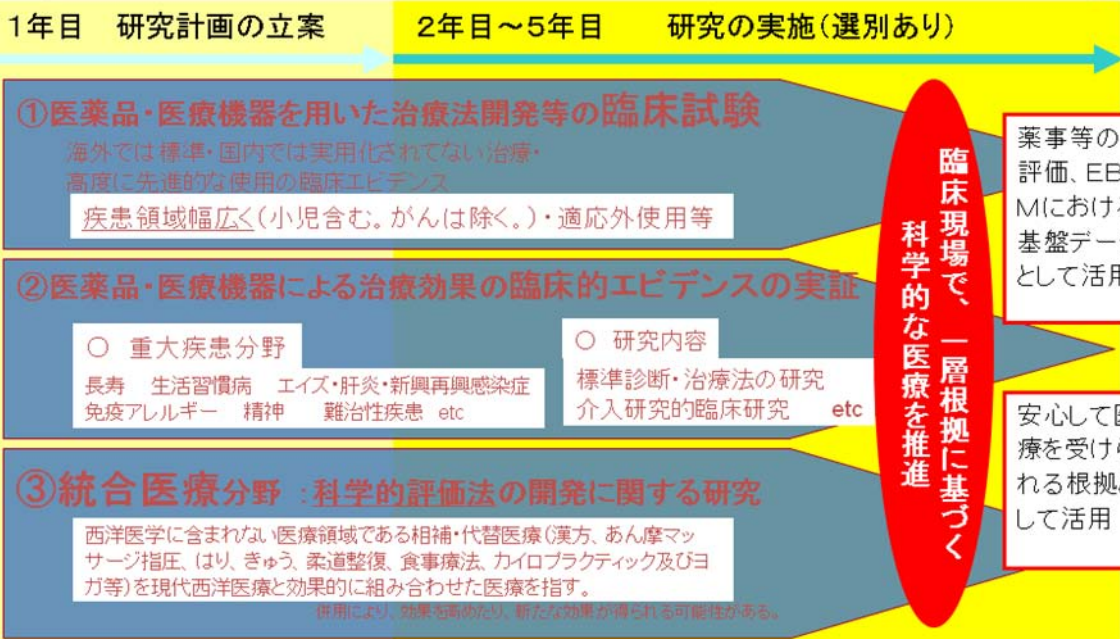 1年目 研究計画の立案
2年目～5年目 研究の実施(選別あり)
①医薬品・医療機器を用いた治療法開発等の臨床試験
海外では標準・国内では実用化されてない治療・
高度に先進的な使用の臨床エビデンス
疾患領域幅広く(小児含む。がんは除く。)・適応外使用等
②医薬品・医療機器による治療効果の臨床的エビデンスの実証
○ 重大疾患分野
長寿 生活習慣病 エイズ・肝炎・新興再興感染症
免疫アレルギー 精神 難治性疾患 etc
○ 研究内容
標準診断・治療法の研究
介入研究的臨床研究 etc
③統合医療分野 :科学的評価法の開発に関する研究
西洋医学に含まれない医療領域である相補・代替医療(漢方、あん摩マッ
サージ指圧、はり、きゅう、柔道整復、食事療法、カイロプラクティック及びヨ
ガ等)を現代西洋医療と効果的に組み合わせた医療を指す。
併用により、効果を高めたり、新たな効果が得られる可能性がある。
臨床現場で、一層根拠に基づく
科学的な医療を推進
薬事等の
評価、EB
Mにおける
基盤デー
として活用
安心して医
療を受けら
れる根拠
して活用